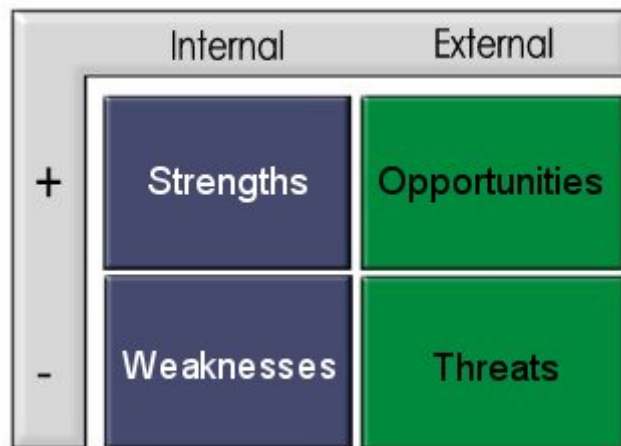 Internal External
+ Strengths Opportunities
- Weaknesses Threats